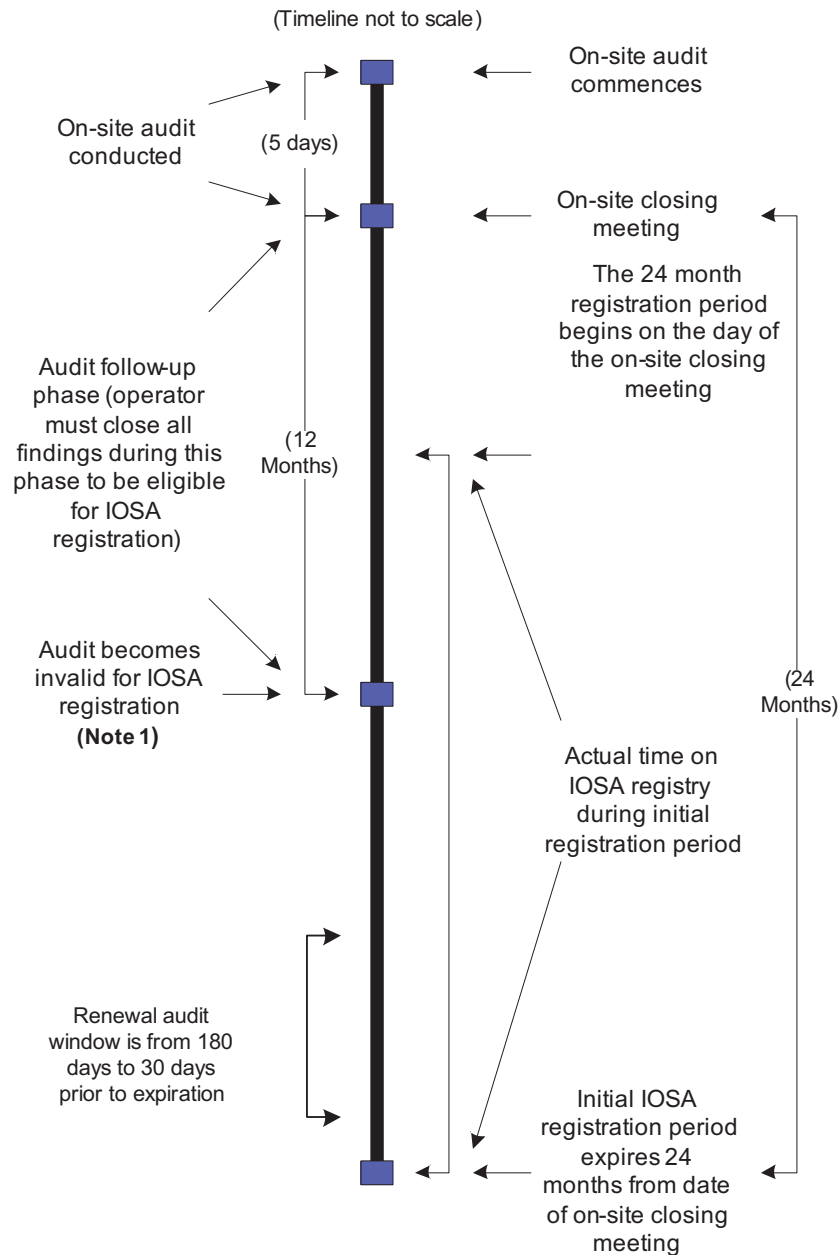 (Timeline not to scale)
On-site audit
commences
On-site audit
conducted
(5 days)
On-site closing
meeting
The 24 month
registration period
begins on the day of
the on-site closing
meeting
Audit follow-up
phase (operator
must close all
findings during this
phase to be eligible
for IOSA
registration)
(12
Months)
Audit becomes
invalid for IOSA
registration
(Note 1)
(24
Months)
Actual time on
IOSA registry
during initial
registration period
Renewal audit
window is from 180
days to 30 days
prior to expiration
Initial IOSA
registration period
expires 24
months from date
of on-site closing
meeting